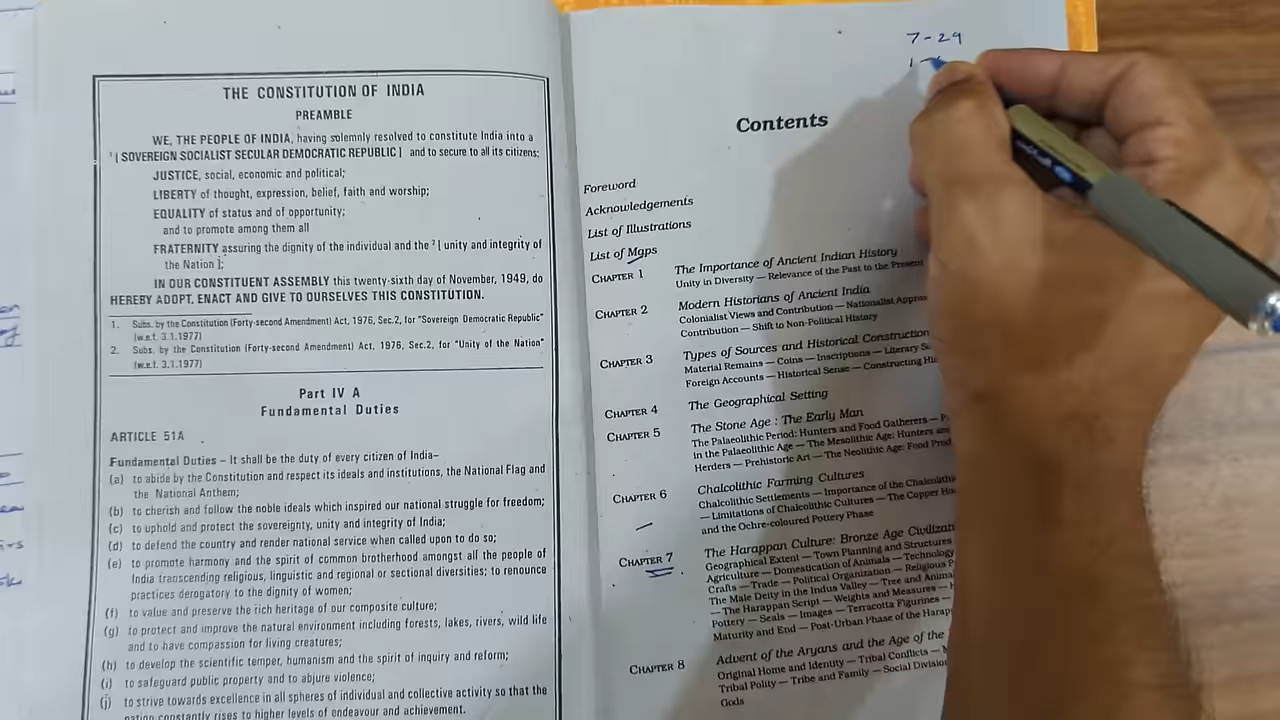 THE CONSTITUTION OF INDIA
PREAMBLE
WE, THE PEOPLE OF INDIA, having solemnly resolved to constitute India into a
¹[SOVEREIGN SOCIALIST SECULAR DEMOCRATIC REPUBLIC] and to secure to all its citizens:
JUSTICE, social, economic and political;
LIBERTY of thought, expression, belief, faith and worship;
EQUALITY of status and of opportunity;
and to promote among them all
FRATERNITY assuring the dignity of the individual and the ²[unity and integrity of
the Nation];
IN OUR CONSTITUENT ASSEMBLY this twenty-sixth day of November, 1949, do
HEREBY ADOPT, ENACT AND GIVE TO OURSELVES THIS CONSTITUTION.
1. Subs. by the Constitution (Forty-second Amendment) Act, 1976, Sec.2, for "Sovereign Democratic Republic"
(w.e.f. 3.1.1977)
2. Subs. by the Constitution (Forty-second Amendment) Act, 1976, Sec.2, for "Unity of the Nation"
(w.e.f. 3.1.1977)
Part IV A
Fundamental Duties
ARTICLE 51A
Fundamental Duties – It shall be the duty of every citizen of India–
(a) to abide by the Constitution and respect its ideals and institutions, the National Flag and
the National Anthem;
(b) to cherish and follow the noble ideals which inspired our national struggle for freedom;
(c) to uphold and protect the sovereignty, unity and integrity of India;
(d) to defend the country and render national service when called upon to do so;
(e) to promote harmony and the spirit of common brotherhood amongst all the people of
India transcending religious, linguistic and regional or sectional diversities; to renounce
practices derogatory to the dignity of women;
(f) to value and preserve the rich heritage of our composite culture;
(g) to protect and improve the natural environment including forests, lakes, rivers, wild life
and to have compassion for living creatures;
(h) to develop the scientific temper, humanism and the spirit of inquiry and reform;
(i) to safeguard public property and to abjure violence;
(j) to strive towards excellence in all spheres of individual and collective activity so that the
nation constantly rises to higher levels of endeavour and achievement.
7-29
1-
Contents
Foreword
Acknowledgements
List of Illustrations
List of Maps
CHAPTER 1 The Importance of Ancient Indian History
Unity in Diversity — Relevance of the Past to the Present
CHAPTER 2 Modern Historians of Ancient India
Colonialist Views and Contribution — Nationalist
Contribution — Shift to Non-Political History
CHAPTER 3 Types of Sources and Historical Construction
Material Remains — Coins — Inscriptions — Literary
Foreign Accounts — Historical Sense — Constructing
CHAPTER 4 The Geographical Setting
CHAPTER 5 The Stone Age : The Early Man
The Palaeolithic Period: Hunters and Food Gatherers —
in the Palaeolithic Age — The Mesolithic Age: Hunters and
Herders — Prehistoric Art — The Neolithic Age: Food
CHAPTER 6 Chalcolithic Farming Cultures
Chalcolithic Settlements — Importance of the
— Limitations of Chalcolithic Cultures — The Copper
and the Ochre-coloured Pottery Phase
CHAPTER 7 The Harappan Culture: Bronze Age
Geographical Extent — Town Planning and Structures
Agriculture — Domestication of Animals — Technology
Crafts — Trade — Political Organization — Religious
The Male Deity in the Indus Valley — Tree and
— The Harappan Script — Weights and Measures —
Pottery — Seals — Images — Terracotta Figurines —
Maturity and End — Post-Urban Phase of the
CHAPTER 8 Advent of the Aryans and the Age of the
Original Home and Identity — Tribal Conflicts —
Tribal Polity — Tribe and Family — Social
Gods